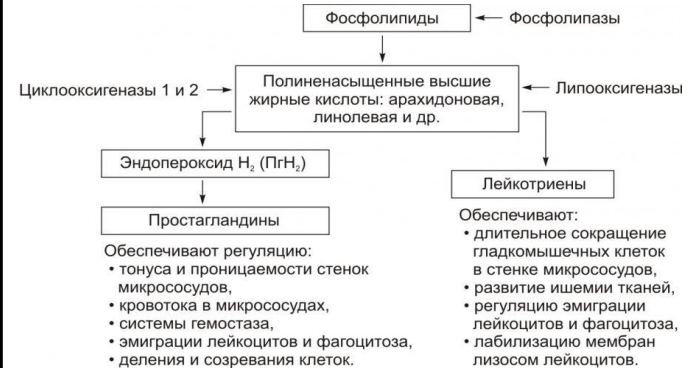 Фосфолипиды
Фосфолипазы
Циклооксигеназы 1 и 2
Полиненасыщенные высшие
жирные кислоты: арахидоновая,
линолевая и др.
Липооксигеназы
Эндопероксид H₂ (ПгH₂)
Простагландины
Обеспечивают регуляцию:
• тонуса и проницаемости стенок
микрососудов,
• кровотока в микрососудах,
• системы гемостаза,
• эмиграции лейкоцитов и фагоцитоза,
• деления и созревания клеток.
Лейкотриены
Обеспечивают:
• длительное сокращение
гладкомышечных клеток
в стенке микрососудов,
• развитие ишемии тканей,
• регуляцию эмиграции
лейкоцитов и фагоцитоза,
• лабилизацию мембран
лизосом лейкоцитов.